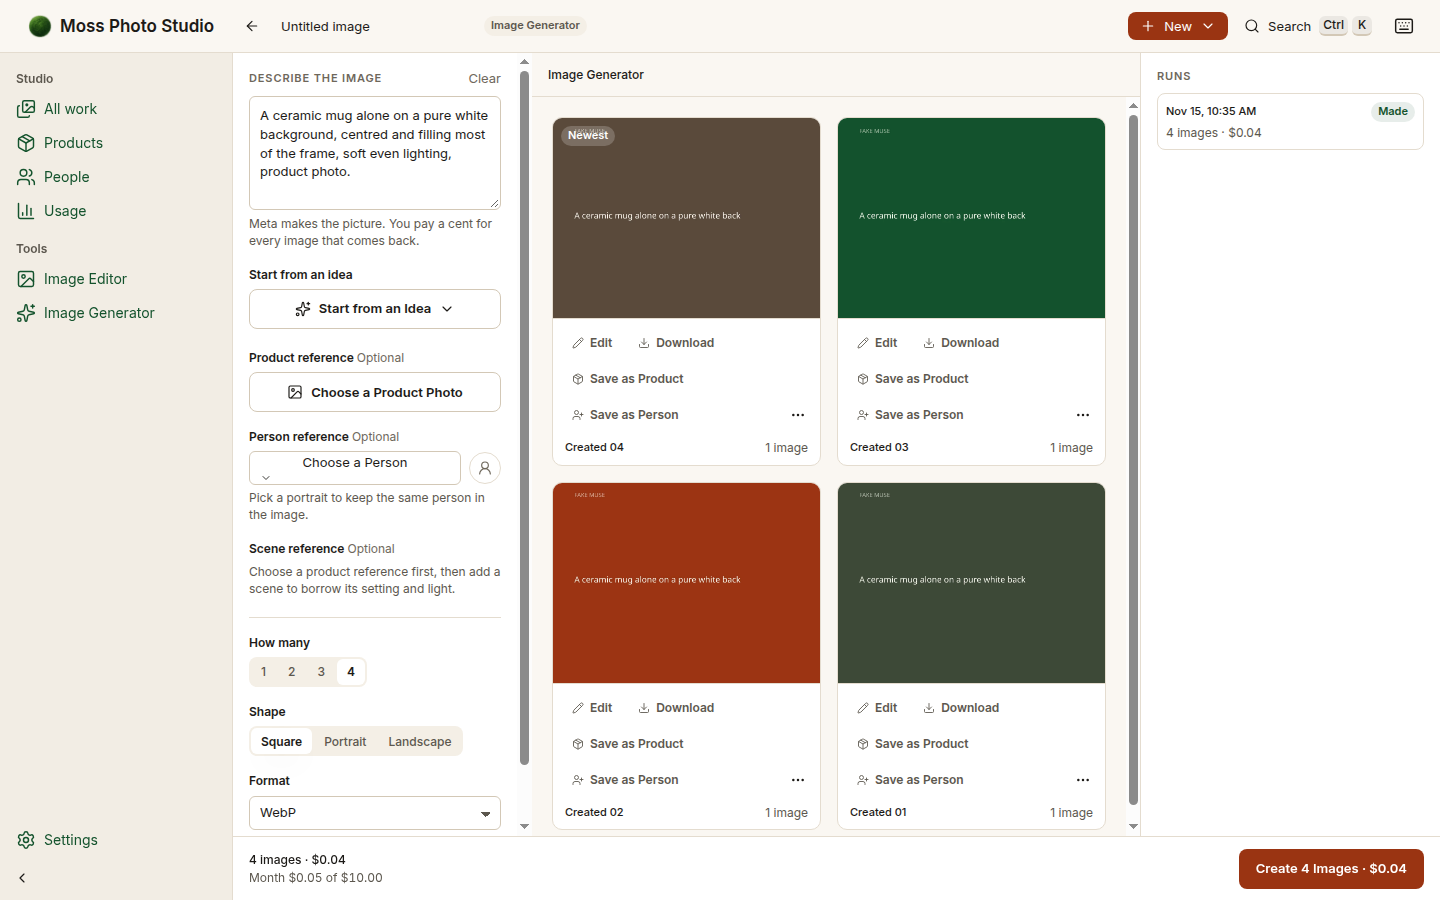 Moss Photo Studio
Untitled image
Image Generator
New
Search
Ctrl
K
Studio
All work
Products
People
Usage
Tools
Image Editor
Image Generator
Settings
DESCRIBE THE IMAGE
Clear
A ceramic mug alone on a pure white
background, centred and filling most
of the frame, soft even lighting,
product photo.
Meta makes the picture. You pay a cent for
every image that comes back.
Start from an idea
Start from an Idea
Product reference Optional
Choose a Product Photo
Person reference Optional
Choose a Person
Pick a portrait to keep the same person in
the image.
Scene reference Optional
Choose a product reference first, then add a
scene to borrow its setting and light.
How many
1 2 3 4
Shape
Square Portrait Landscape
Format
WebP
Image Generator
Newest
A ceramic mug alone on a pure white back
Edit
Download
Save as Product
Save as Person
Created 04
1 image
FAKE MUSE
A ceramic mug alone on a pure white back
Edit
Download
Save as Product
Save as Person
Created 03
1 image
FAKE MUSE
A ceramic mug alone on a pure white back
Edit
Download
Save as Product
Save as Person
Created 02
1 image
FAKE MUSE
A ceramic mug alone on a pure white back
Edit
Download
Save as Product
Save as Person
Created 01
1 image
RUNS
Nov 15, 10:35 AM
Made
4 images · $0.04
4 images · $0.04
Month $0.05 of $10.00
Create 4 Images · $0.04